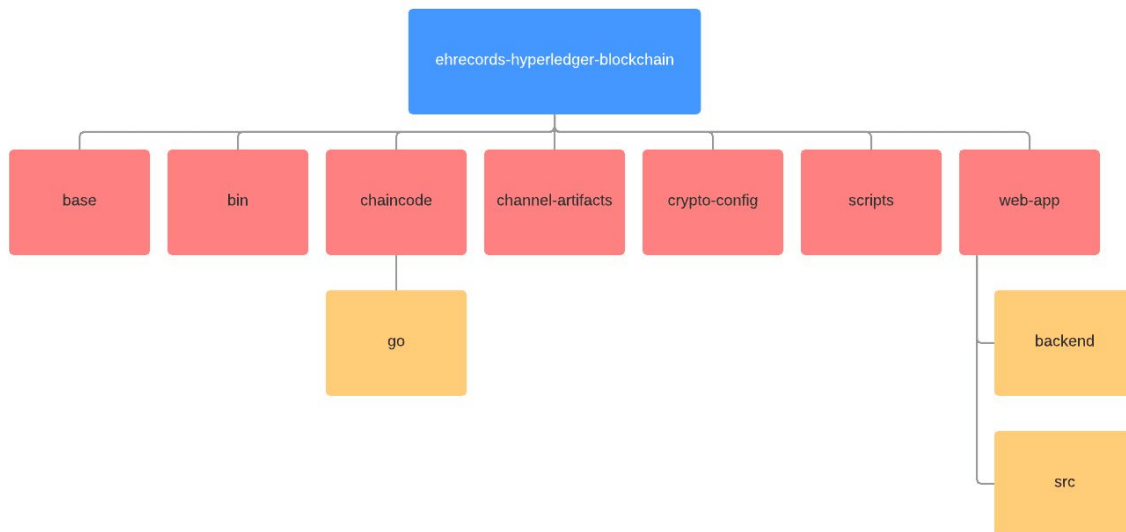 ehrecords-hyperledger-blockchain
base
bin
chaincode
channel-artifacts
crypto-config
scripts
web-app
go
backend
src